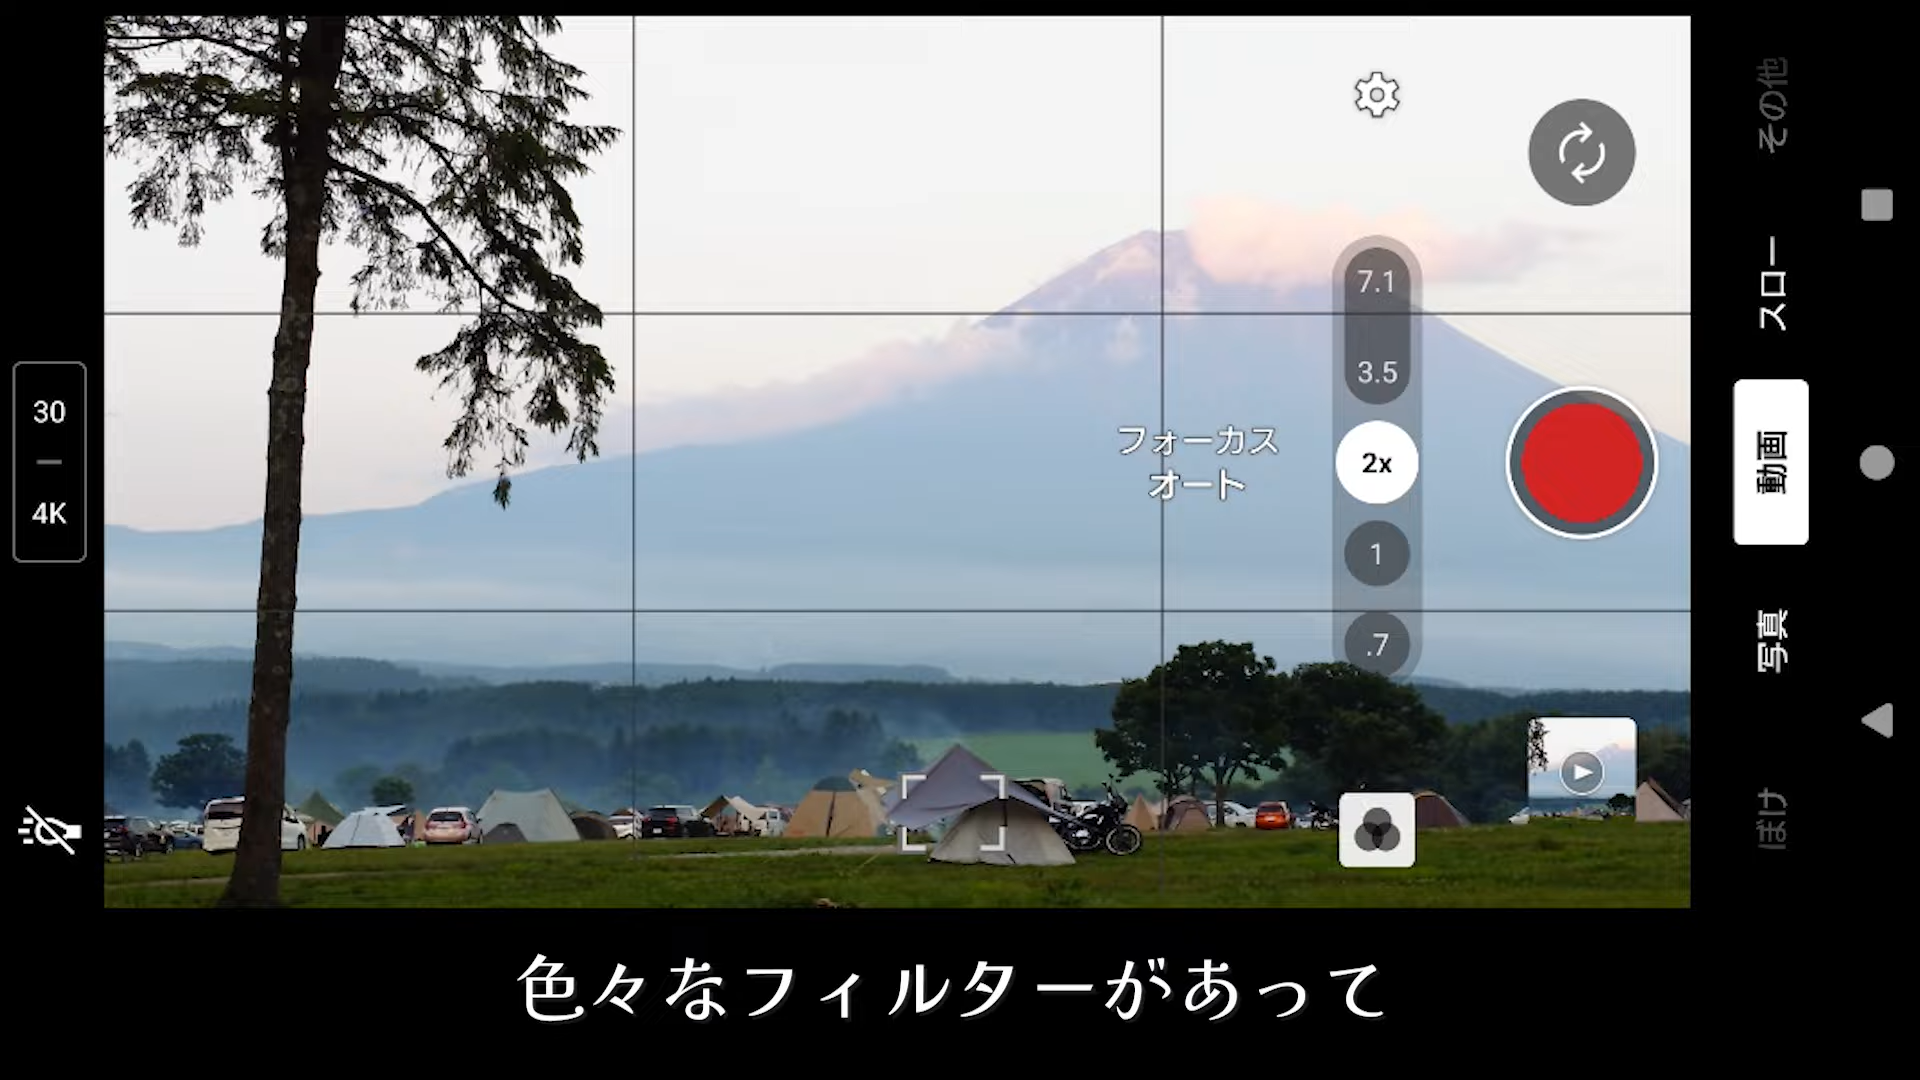 30
4K
フォーカス
オート
7.1
3.5
2x
1
.7
その他
スロー
動画
写真
ぼけ
色々なフィルターがあって